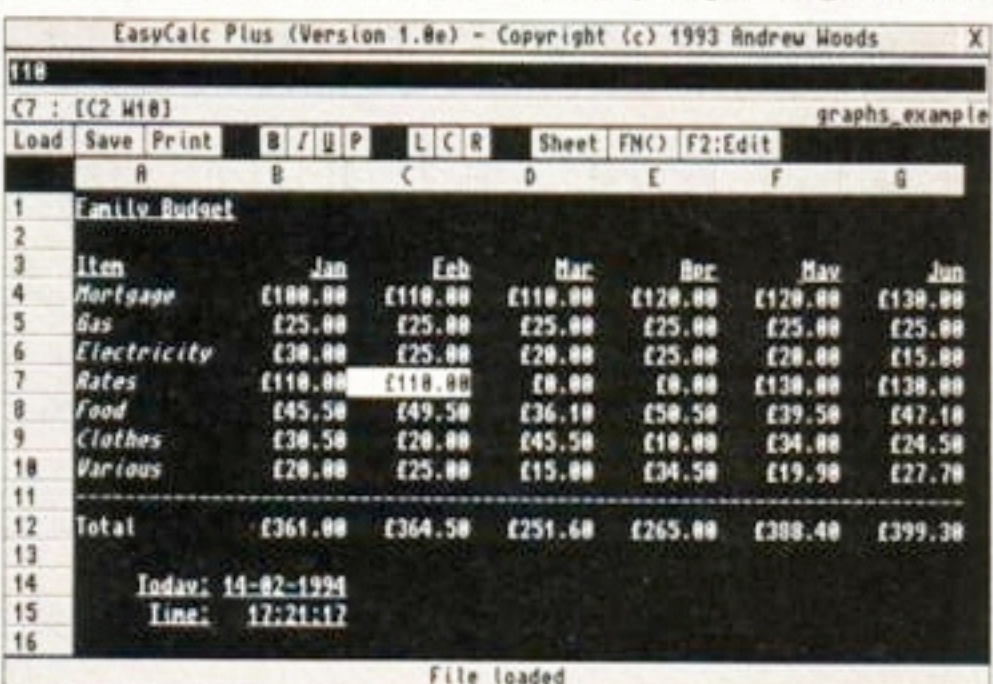 EasyCalc Plus (Version 1.0e) - Copyright (c) 1993 Andrew Woods X
110
C7 : [C2 W10] graphs_example
Load Save Print B I U P L C R Sheet FN() F2:Edit
A B C D E F G
1 Family Budget
2
3 Item Jan Feb Mar Apr May Jun
4 Mortgage £100.00 £110.00 £110.00 £120.00 £120.00 £130.00
5 Gas £25.00 £25.00 £25.00 £25.00 £25.00 £25.00
6 Electricity £30.00 £25.00 £20.00 £25.00 £20.00 £15.00
7 Rates £110.00 £110.00 £0.00 £0.00 £130.00 £130.00
8 Food £45.50 £49.50 £36.10 £50.50 £39.50 £47.10
9 Clothes £30.50 £20.00 £45.50 £10.00 £34.00 £24.50
10 Various £20.00 £25.00 £15.00 £34.50 £19.90 £27.70
11
12 Total £361.00 £364.50 £251.60 £265.00 £388.40 £399.30
13
14 Today: 14-02-1994
15 Time: 17:21:17
16
File loaded